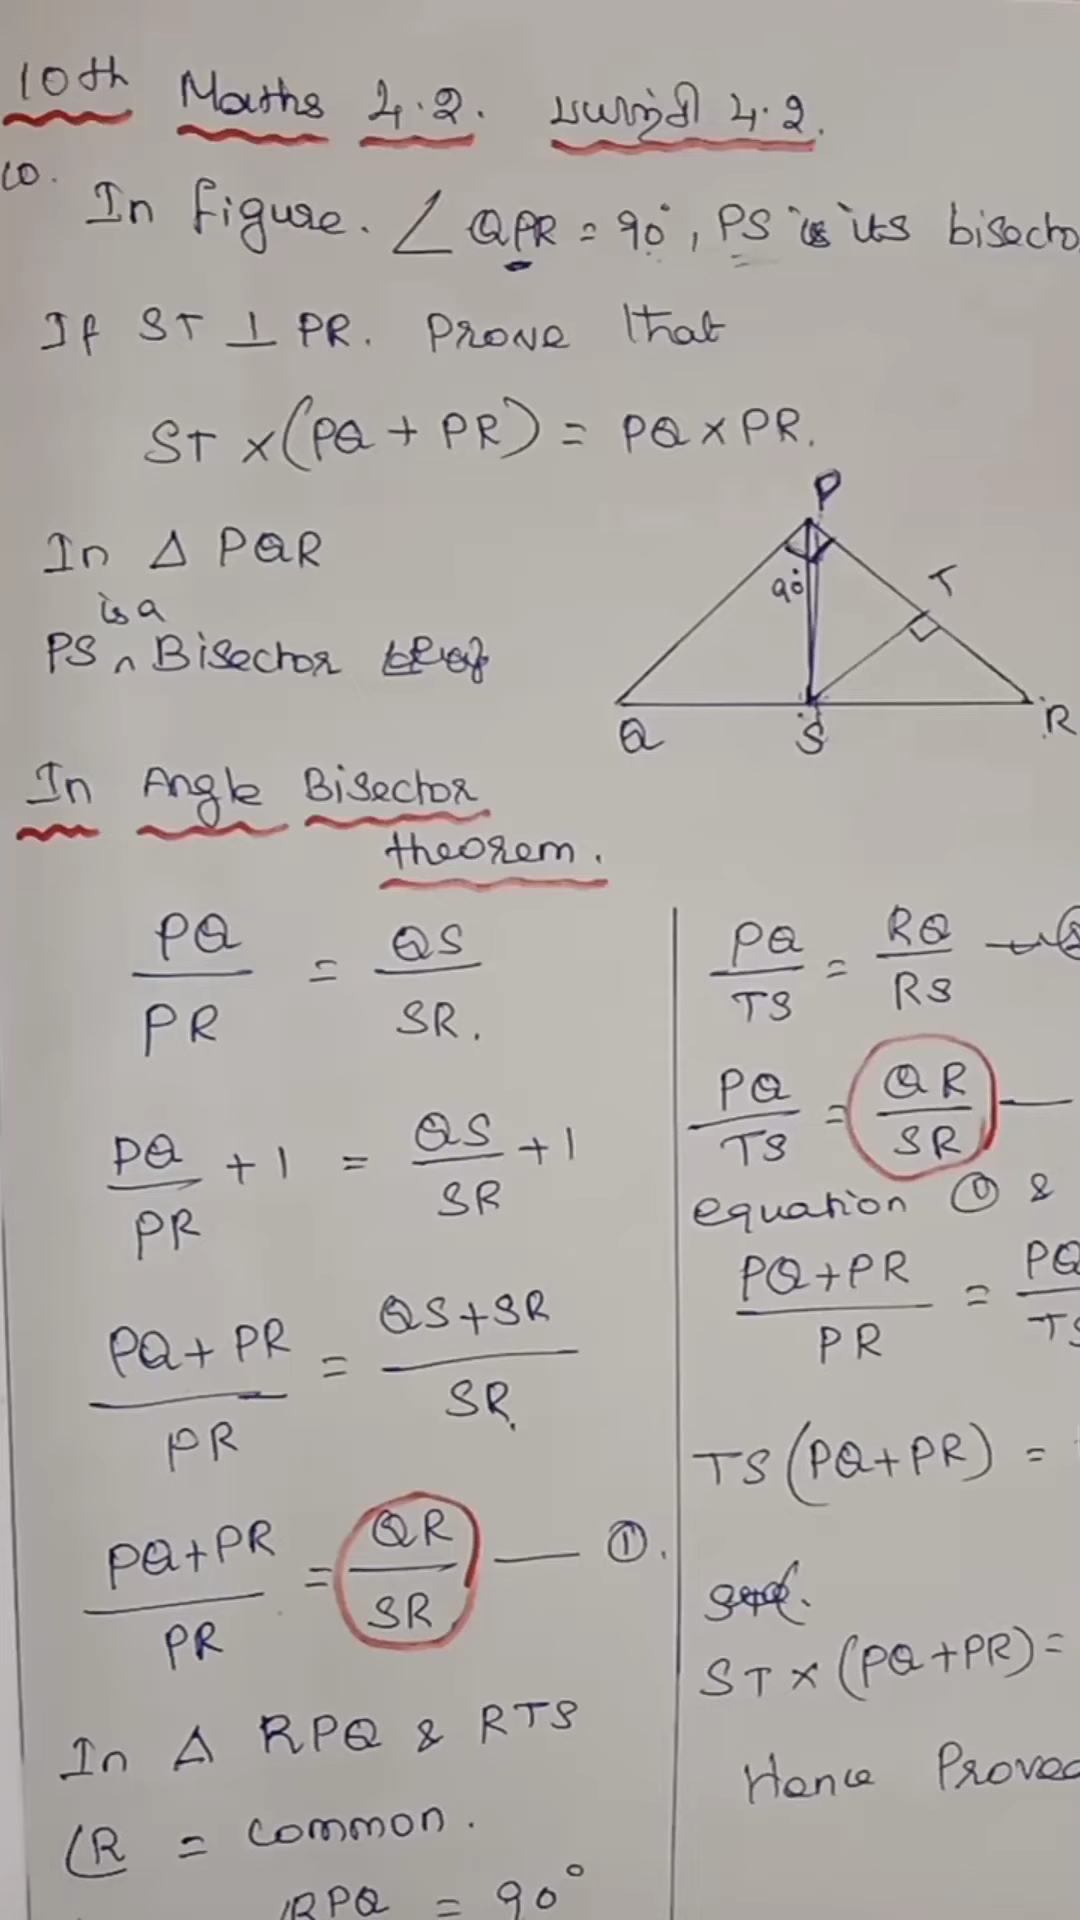 10th Maths 4.2. பயிற்சி 4.2.
10.
In figure. ∠QPR = 90°, PS is its bisecto
If ST ⊥ PR. Prove that
ST × (PQ + PR) = PQ × PR.
In Δ PQR
is a
PS ^ Bisector
P
90°
T
Q
S
R
In Angle Bisector
theorem.
PQ/PR = QS/SR.
PQ/PR + 1 = QS/SR + 1
PQ + PR/PR = QS + SR/SR.
PQ + PR/PR = QR/SR — ①.
In Δ RPQ & RTS
∠R = common.
∠RPQ = 90°
PQ/TS = RQ/RS
PQ/TS = QR/SR —
equation ① &
PQ + PR/PR = PQ/TS
TS (PQ + PR) =
ST × (PQ + PR) =
Hence Proved